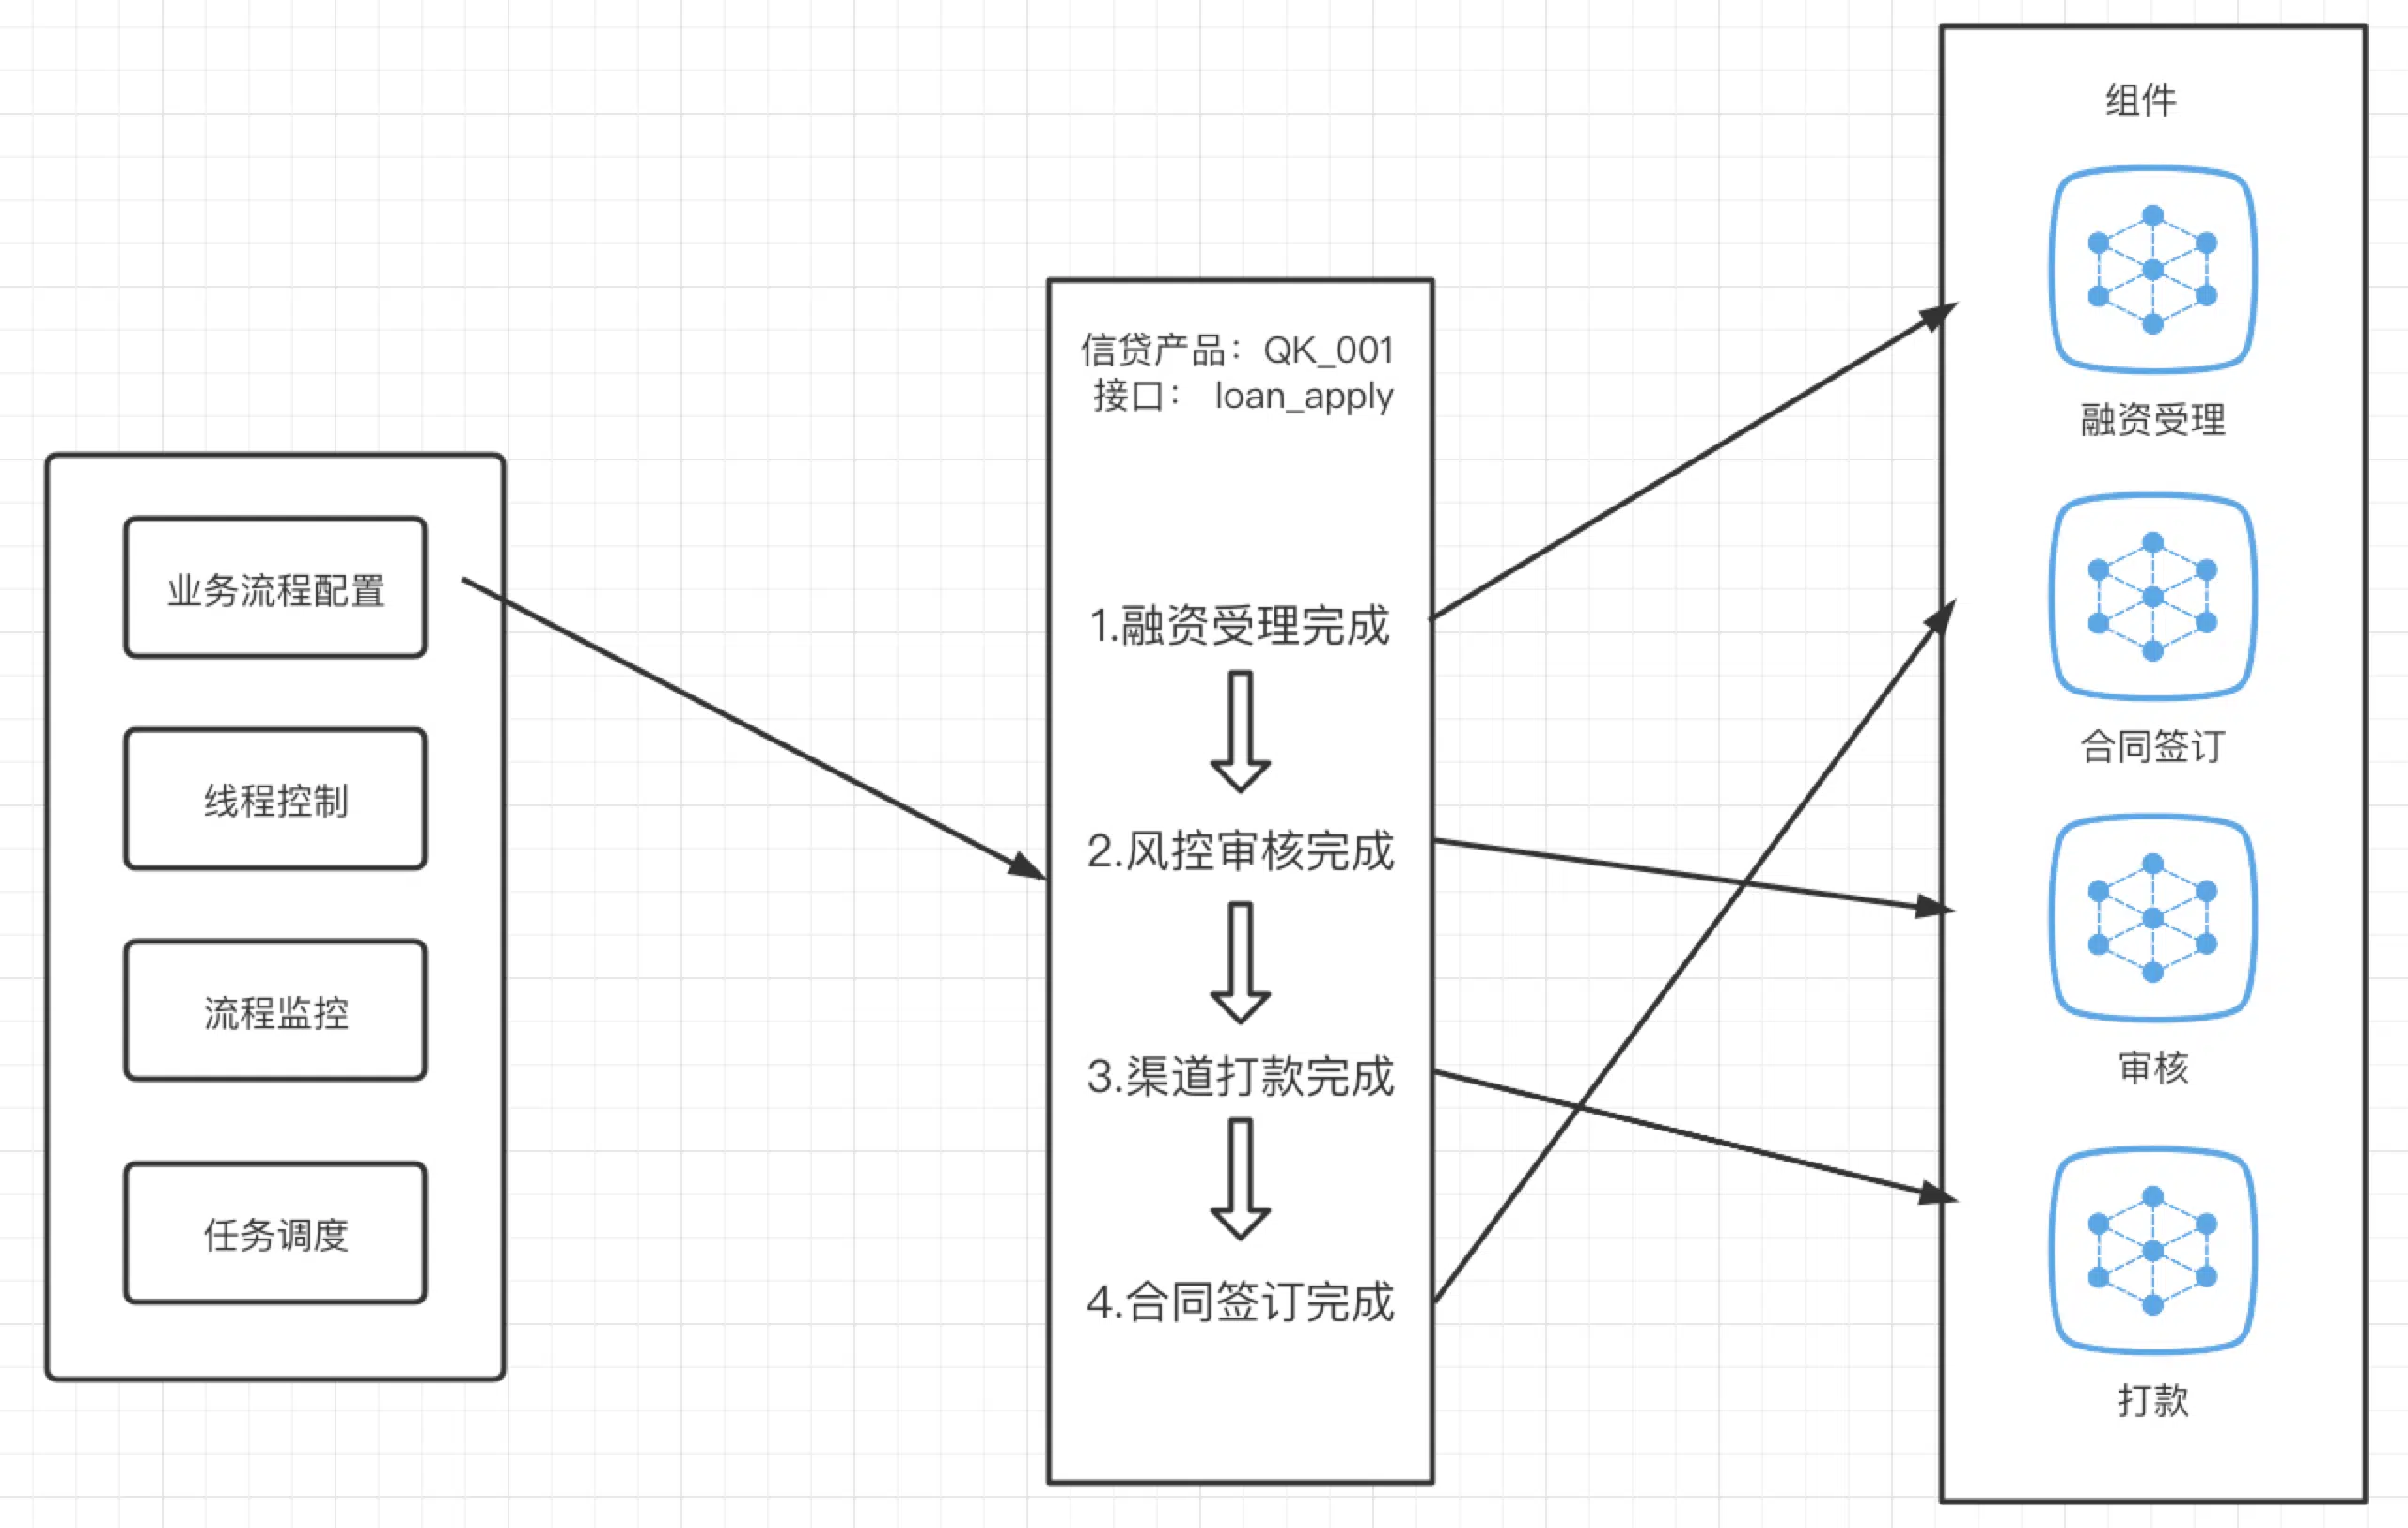 业务流程配置
线程控制
流程监控
任务调度
信贷产品：QK_001
接口： loan_apply
1.融资受理完成
2.风控审核完成
3.渠道打款完成
4.合同签订完成
组件
融资受理
合同签订
审核
打款